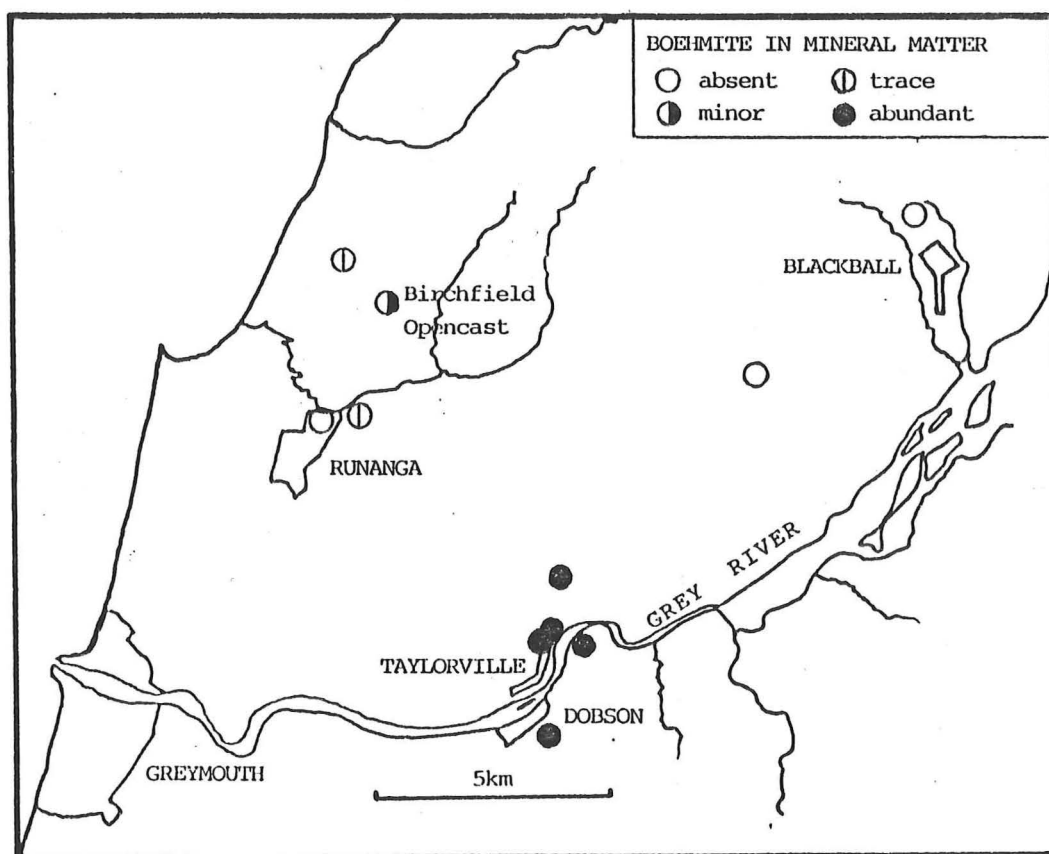 BOEHMITE IN MINERAL MATTER
absent trace
minor abundant
BLACKBALL
Birchfield
Opencast
RUNANGA
GREY RIVER
TAYLORVILLE
DOBSON
GREYMOUTH
5km